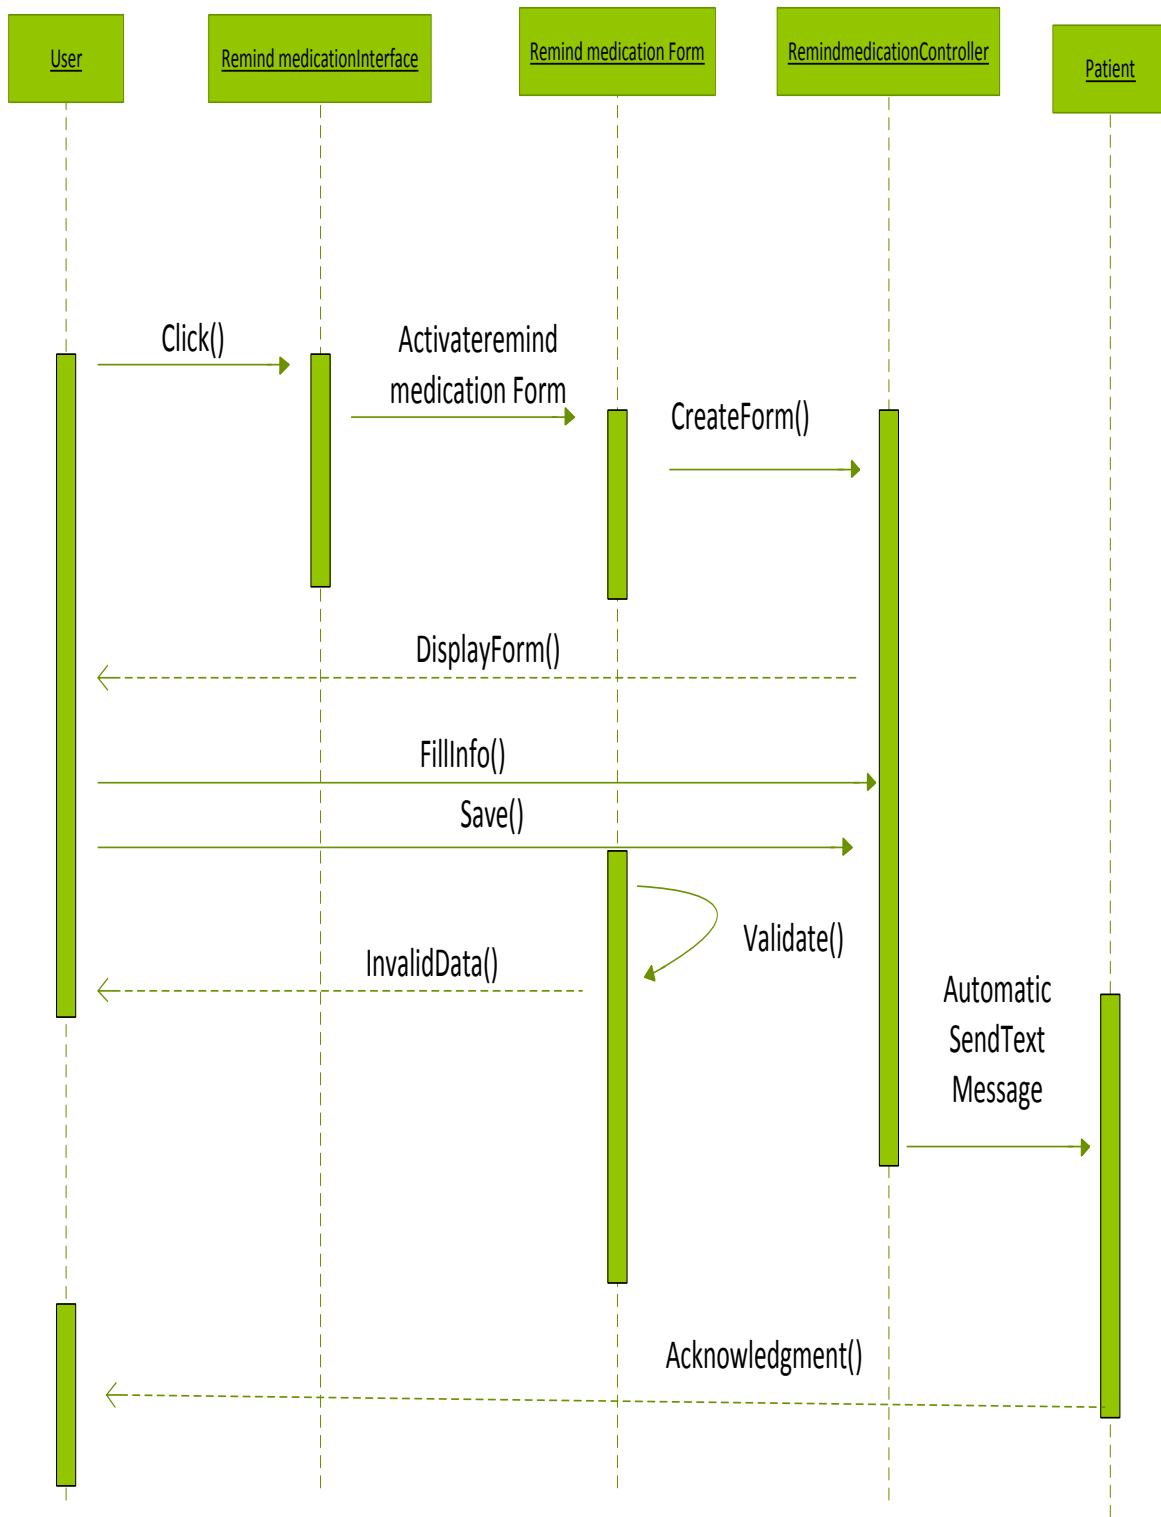 User
Remind medicationInterface
Remind medication Form
RemindmedicationController
Patient
Click()
Activateremind
medication Form
CreateForm()
DisplayForm()
FillInfo()
Save()
Validate()
InvalidData()
Automatic
SendText
Message
Acknowledgment()